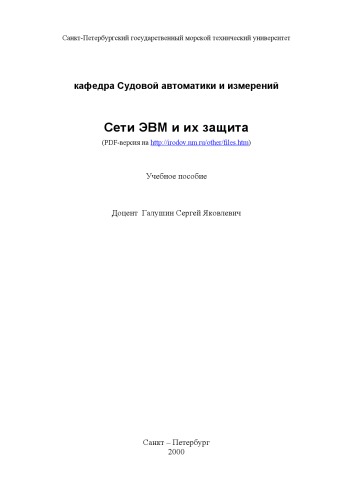 Санкт-Петербургский государственный морской технический университет
кафедра Судовой автоматики и измерений
Сети ЭВМ и их защита
(PDF-версия на http://irodov.nm.ru/other/files.htm)
Учебное пособие
Доцент Галушин Сергей Яковлевич
Санкт – Петербург
2000